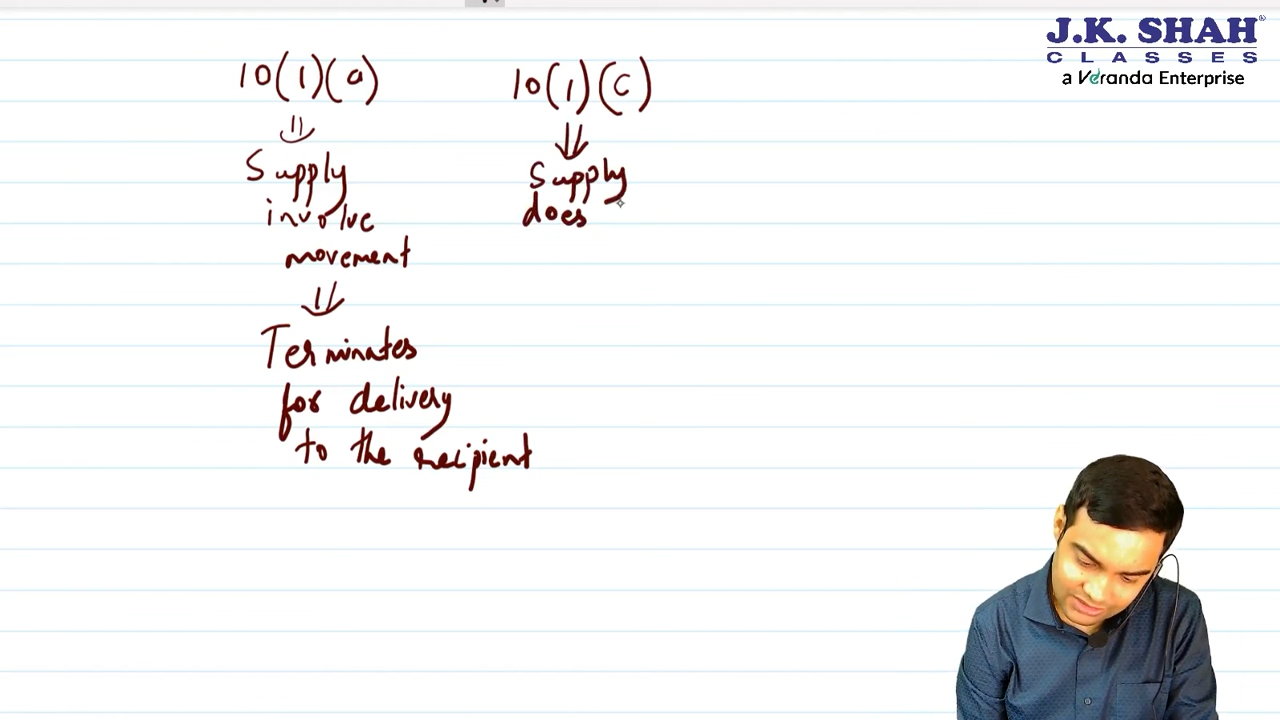 J.K. SHAH®
CLASSES
a Veranda Enterprise
10(1)(a)
Supply
involve
movement
Terminates
for delivery
to the recipient
10(1)(C)
Supply
does